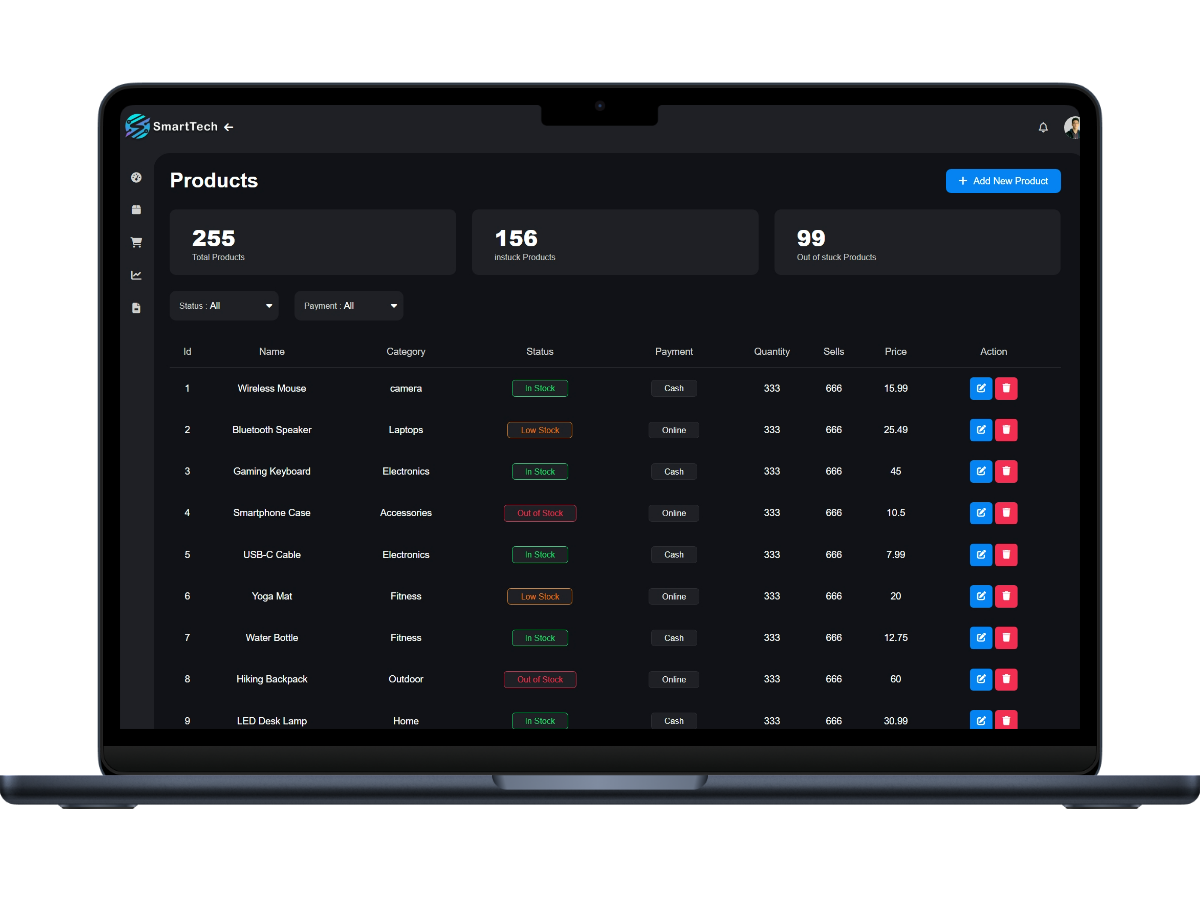 SmartTech
Products
Add New Product
255
Total Products
156
instuck Products
99
Out of stuck Products
Status : All
Payment : All
Id Name Category Status Payment Quantity Sells Price Action
1 Wireless Mouse camera In Stock Cash 333 666 15.99
2 Bluetooth Speaker Laptops Low Stock Online 333 666 25.49
3 Gaming Keyboard Electronics In Stock Cash 333 666 45
4 Smartphone Case Accessories Out of Stock Online 333 666 10.5
5 USB-C Cable Electronics In Stock Cash 333 666 7.99
6 Yoga Mat Fitness Low Stock Online 333 666 20
7 Water Bottle Fitness In Stock Cash 333 666 12.75
8 Hiking Backpack Outdoor Out of Stock Online 333 666 60
9 LED Desk Lamp Home In Stock Cash 333 666 30.99